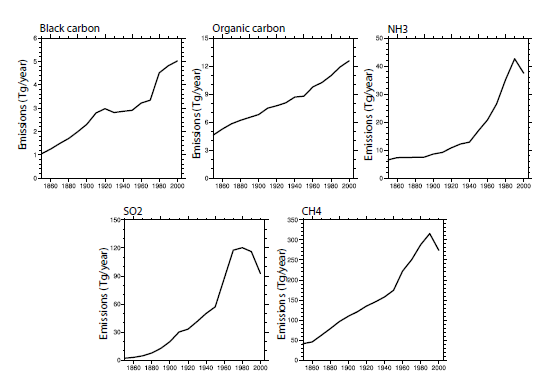 Black carbon
Emissions (Tg/year)
6
5
4
3
2
1
0
1860 1880 1900 1920 1940 1960 1980 2000
Organic carbon
Emissions (Tg/year)
15
12
9
6
3
0
1860 1880 1900 1920 1940 1960 1980 2000
NH3
Emissions (Tg/year)
50
40
30
20
10
0
1860 1880 1900 1920 1940 1960 1980 2000
SO2
Emissions (Tg/year)
150
120
90
60
30
0
1860 1880 1900 1920 1940 1960 1980 2000
CH4
Emissions (Tg/year)
350
300
250
200
150
100
50
0
1860 1880 1900 1920 1940 1960 1980 2000